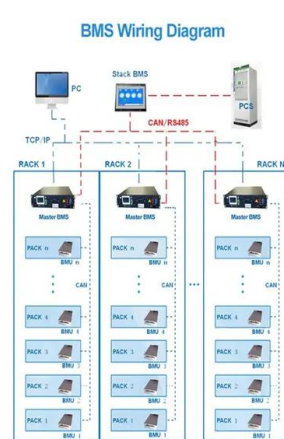 BMS Wiring Diagram
PC
Stack BMS
PCS
CAN/RS485
TCP/IP
RACK 1
RACK 2
RACK N
Master BMS
Master BMS
Master BMS
PACK n
BMU n
PACK n
BMU n
PACK n
BMU n
CAN
CAN
CAN
PACK 4
BMU 4
PACK 4
BMU 4
PACK 4
BMU 4
PACK 3
BMU 3
PACK 3
BMU 3
PACK 3
BMU 3
PACK 2
BMU 2
PACK 2
BMU 2
PACK 2
BMU 2
PACK 1
BMU 1
PACK 1
BMU 1
PACK 1
BMU 1